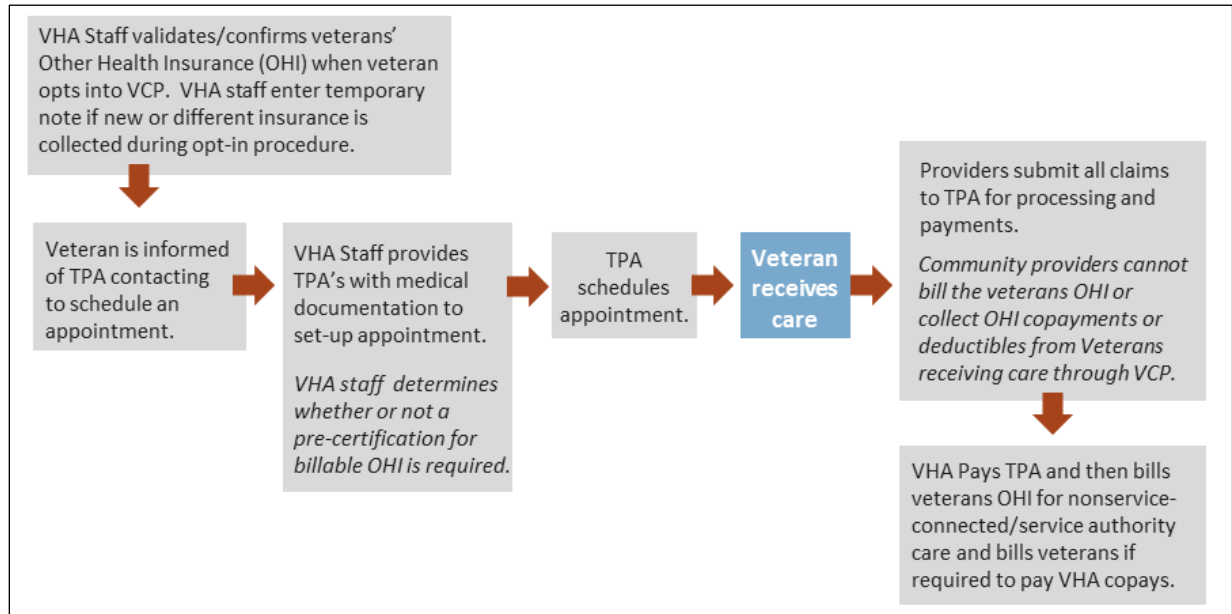 VHA Staff validates/confirms veterans’
Other Health Insurance (OHI) when veteran
opts into VCP.  VHA staff enter temporary
note if new or different insurance is
collected during opt-in procedure.
Veteran is informed
of TPA contacting
to schedule an
appointment.
VHA Staff provides
TPA’s with medical
documentation to
set-up appointment.
VHA staff  determines
whether or not a
pre-certification for
billable OHI is required.
TPA
schedules
appointment.
Veteran
receives
care
Providers submit all claims
to TPA for processing and
payments.
Community providers cannot
bill the veterans OHI or
collect OHI copayments or
deductibles from Veterans
receiving care through VCP.
VHA Pays TPA and then bills
veterans OHI for nonservice-
connected/service authority
care and bills veterans if
required to pay VHA copays.